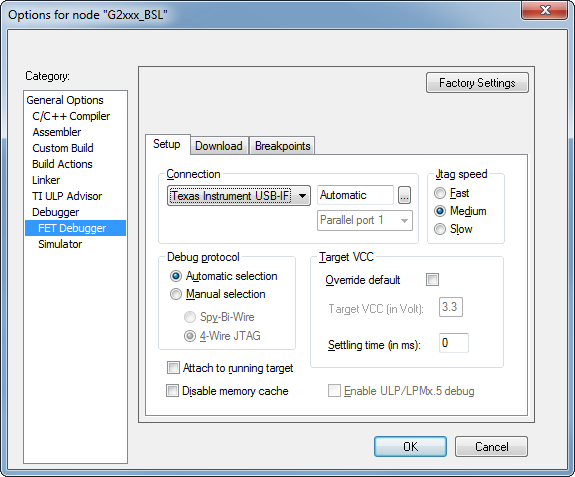 Options for node "G2xxx_BSL"
Category:
General Options
C/C++ Compiler
Assembler
Custom Build
Build Actions
Linker
TI ULP Advisor
Debugger
FET Debugger
Simulator
Factory Settings
Setup
Download
Breakpoints
Connection
Texas Instrument USB-IF
Automatic
...
Parallel port 1
Jtag speed
Fast
Medium
Slow
Debug protocol
Automatic selection
Manual selection
Spy-Bi-Wire
4-Wire JTAG
Target VCC
Override default
Target VCC (in Volt):
3.3
Settling time (in ms):
0
Attach to running target
Disable memory cache
Enable ULP/LPMx.5 debug
OK
Cancel